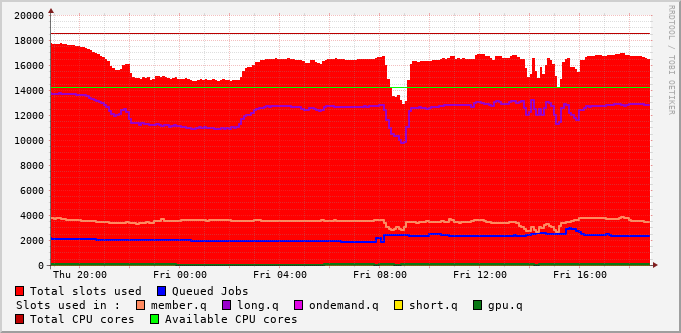 20000
18000
16000
14000
12000
10000
8000
6000
4000
2000
0
Thu 20:00 Fri 00:00 Fri 04:00 Fri 08:00 Fri 12:00 Fri 16:00
Total slots used Queued Jobs
Slots used in : member.q long.q ondemand.q short.q gpu.q
Total CPU cores Available CPU cores
RRDTOOL / TOBI OETIKER